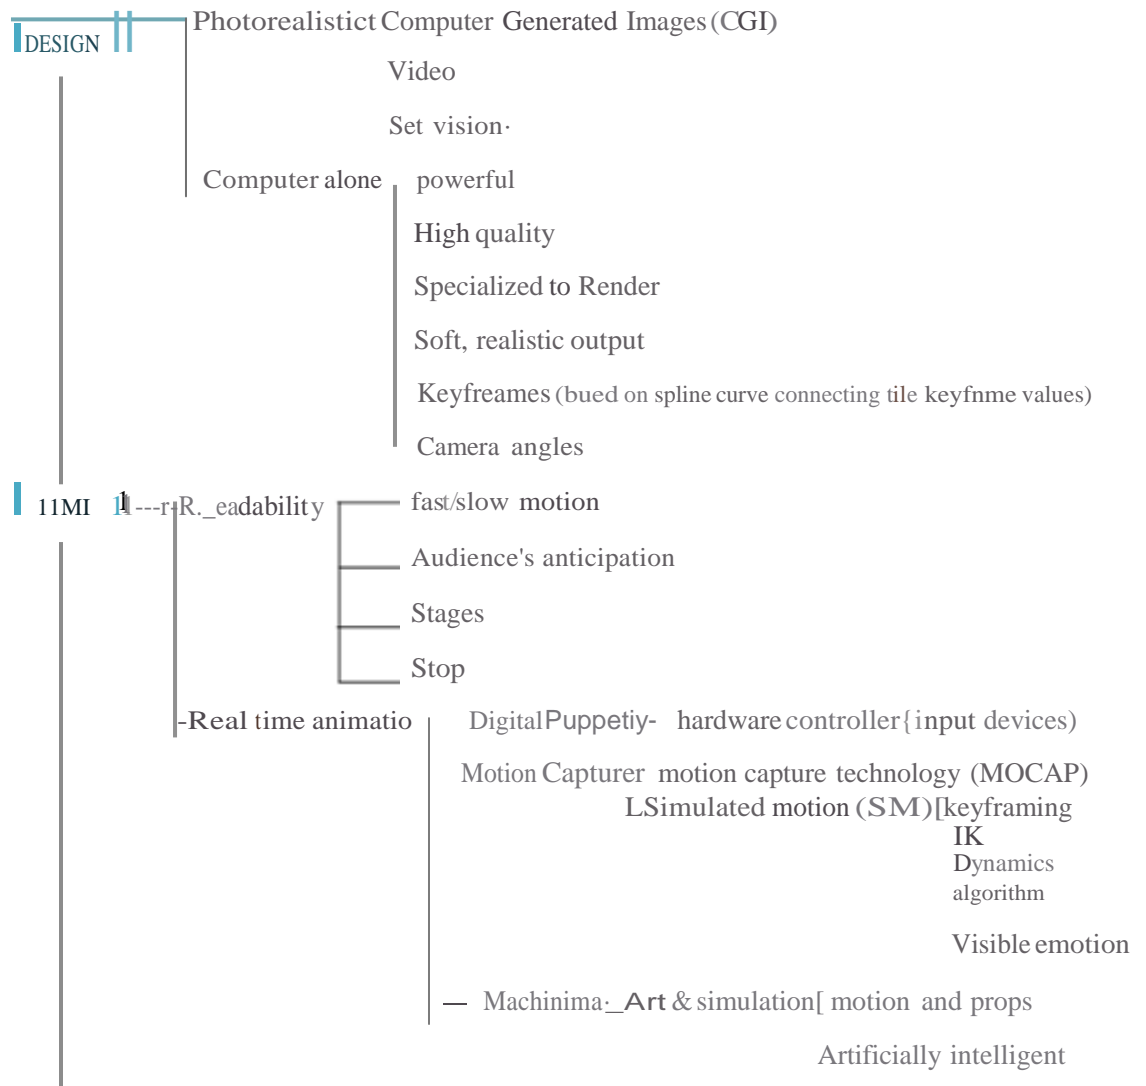 Photorealistict Computer Generated Images (CGI)
DESIGN
Video
Set vision·
Computer alone powerful
High quality
Specialized to Render
Soft, realistic output
Keyfreames (bued on spline curve connecting tile keyfnme values)
Camera angles
11MI 11---r-R._eadability fast/slow motion
Audience's anticipation
Stages
Stop
-Real time animatio Digital Puppetiy- hardware controller {input devices)
Motion Capturer motion capture technology (MOCAP)
LSimulated motion (SM)[keyframing
IK
Dynamics
algorithm
Visible emotion
— Machinima·_Art & simulation[ motion and props
Artificially intelligent